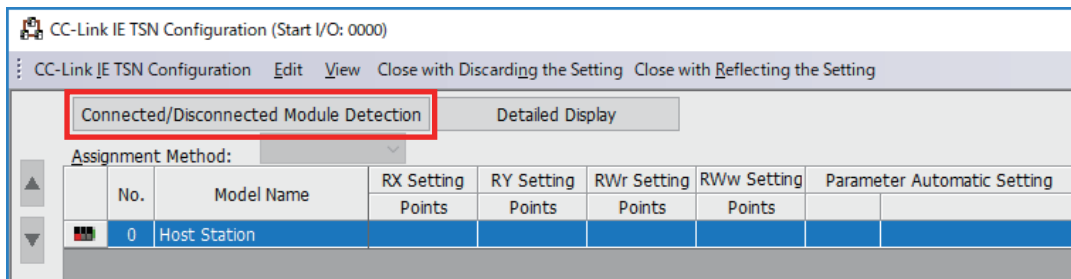 CC-Link IE TSN Configuration (Start I/O: 0000)
CC-Link IE TSN Configuration Edit View Close with Discarding the Setting Close with Reflecting the Setting
Connected/Disconnected Module Detection Detailed Display
Assignment Method:
No. Model Name RX Setting RY Setting RWr Setting RWw Setting Parameter Automatic Setting
Points Points Points Points
0 Host Station